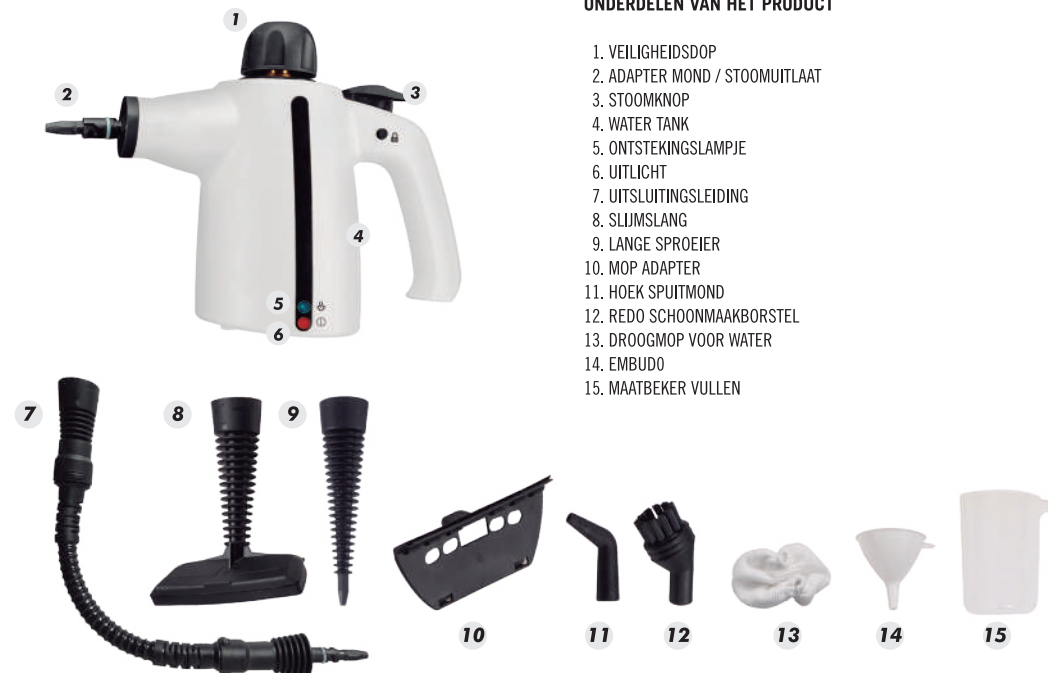 ONDERDELEN VAN HET PRODUCT
1. VEILIGHEIDSDOP
2. ADAPTER MOND / STOOMUITLAAT
3. STOOMKNOP
4. WATER TANK
5. ONTSTEKINGSLAMPJE
6. UITLICHT
7. UITSLUITINGSLEIDING
8. SLIJMSLANG
9. LANGE SPROEIER
10. MOP ADAPTER
11. HOEK SPUITMOND
12. REDO SCHOONMAAKBORSTEL
13. DROOGMOP VOOR WATER
14. EMBUDO
15. MAATBEKER VULLEN
1
2
3
4
5
6
7
8
9
10
11
12
13
14
15